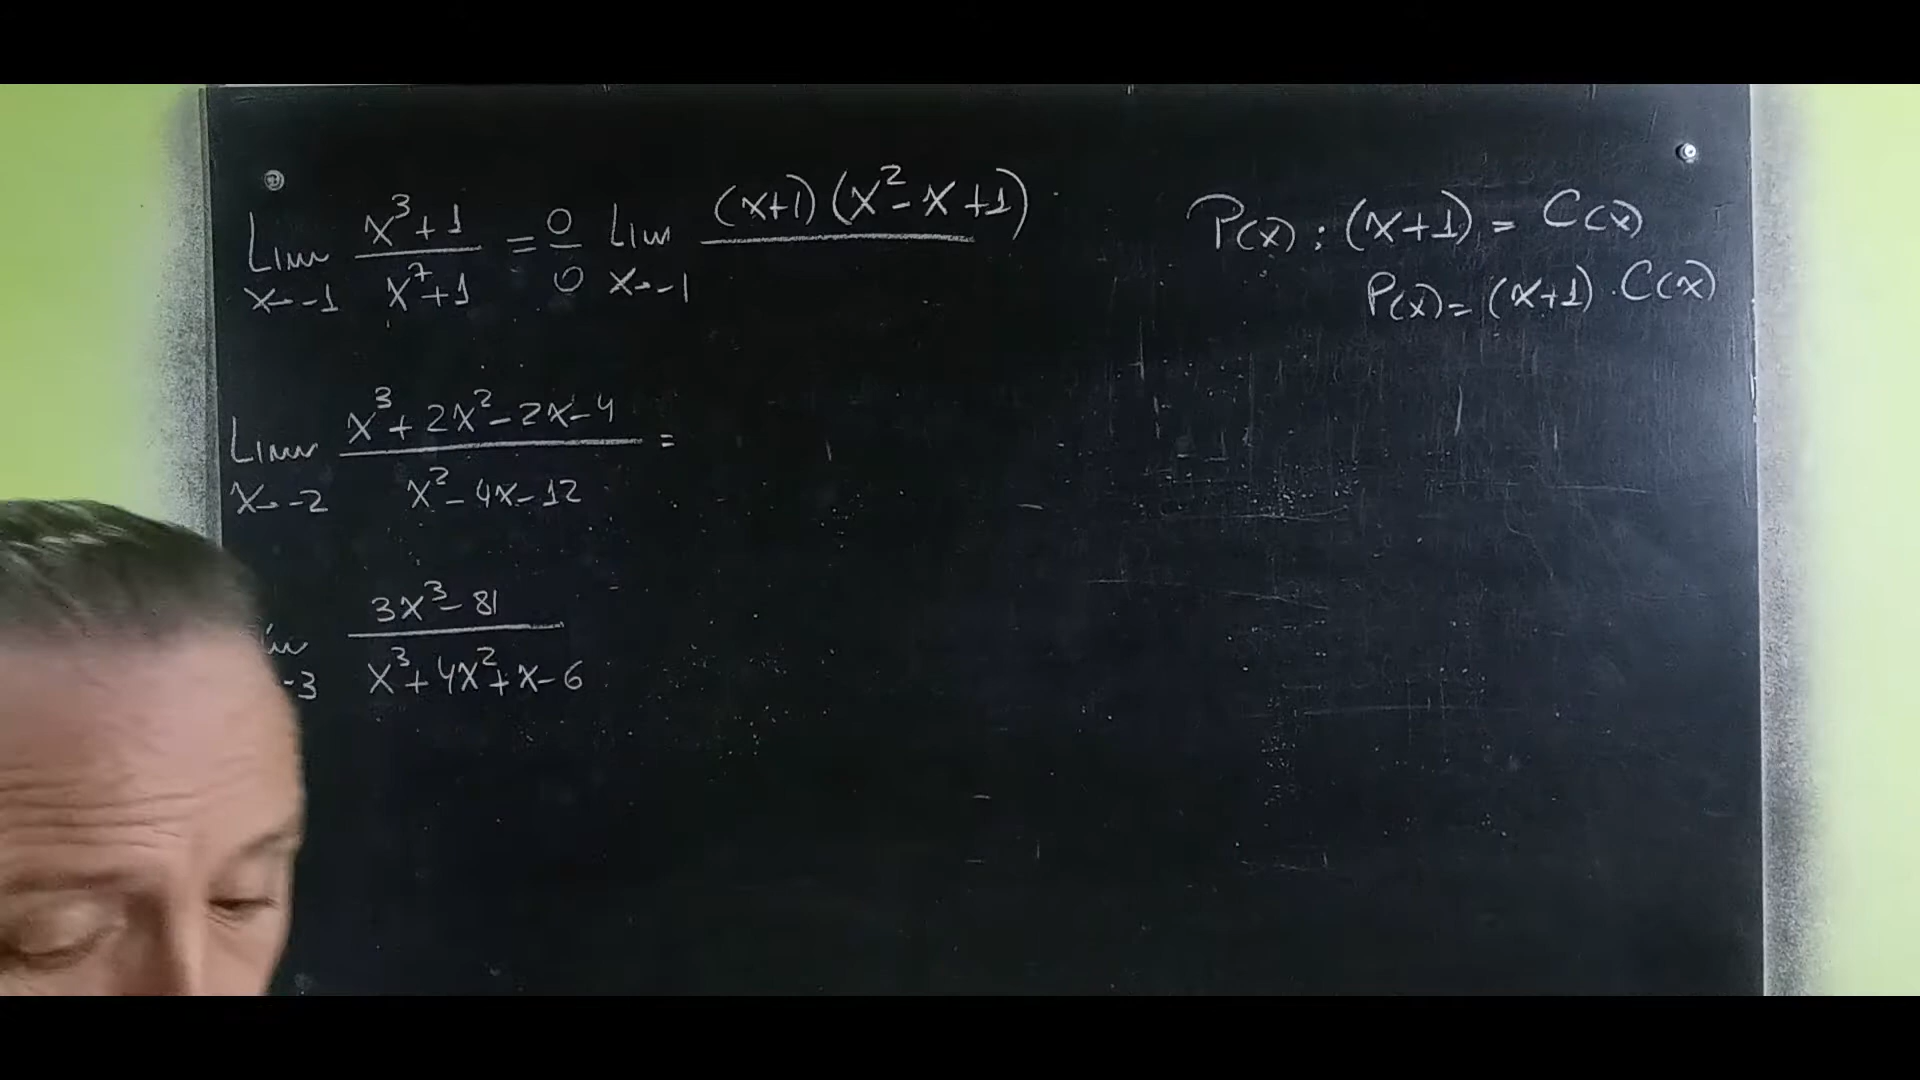 Lim x→-1 (x³+1)/(x⁷+1) = 0/0 Lim x→-1 (x+1)(x²-x+1)
P(x) : (x+1) = C(x)
P(x) = (x+1) · C(x)
Lim x→-2 (x³+2x²-2x-4)/(x²-4x-12) =
-3 (3x³-81)/(x³+4x²+x-6)